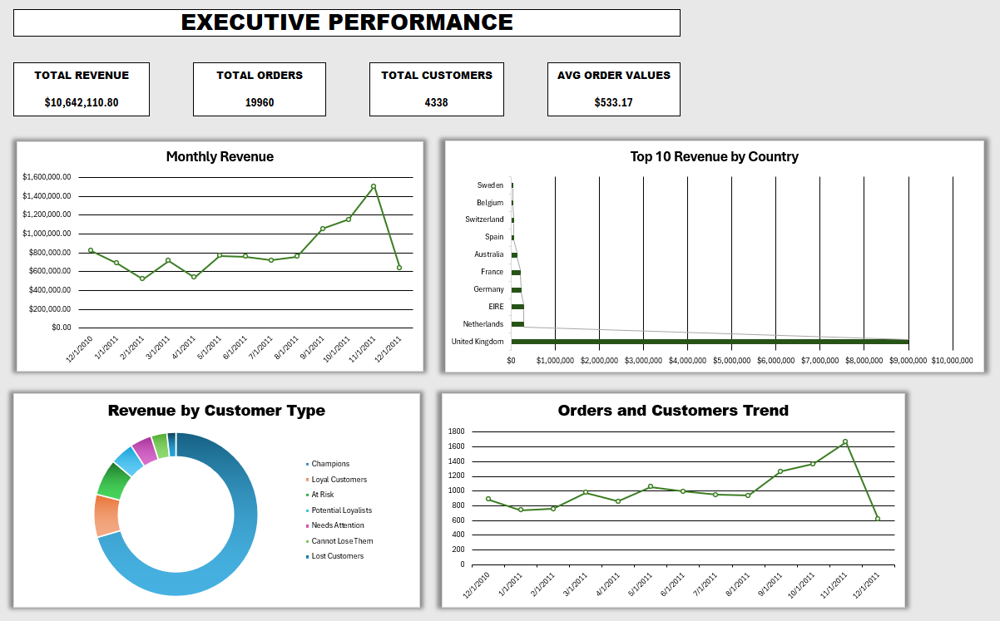 EXECUTIVE PERFORMANCE
TOTAL REVENUE
$10,642,110.80
TOTAL ORDERS
19960
TOTAL CUSTOMERS
4338
AVG ORDER VALUES
$533.17
Monthly Revenue
$1,600,000.00
$1,400,000.00
$1,200,000.00
$1,000,000.00
$800,000.00
$600,000.00
$400,000.00
$200,000.00
$0.00
12/1/2010
1/1/2011
2/1/2011
3/1/2011
4/1/2011
5/1/2011
6/1/2011
7/1/2011
8/1/2011
9/1/2011
10/1/2011
11/1/2011
12/1/2011
Top 10 Revenue by Country
Sweden
Belgium
Switzerland
Spain
Australia
France
Germany
EIRE
Netherlands
United Kingdom
$0 $1,000,000 $2,000,000 $3,000,000 $4,000,000 $5,000,000 $6,000,000 $7,000,000 $8,000,000 $9,000,000 $10,000,000
Revenue by Customer Type
Champions
Loyal Customers
At Risk
Potential Loyalists
Needs Attention
Cannot Lose Them
Lost Customers
Orders and Customers Trend
1800
1600
1400
1200
1000
800
600
400
200
0
12/1/2010
1/1/2011
2/1/2011
3/1/2011
4/1/2011
5/1/2011
6/1/2011
7/1/2011
8/1/2011
9/1/2011
10/1/2011
11/1/2011
12/1/2011